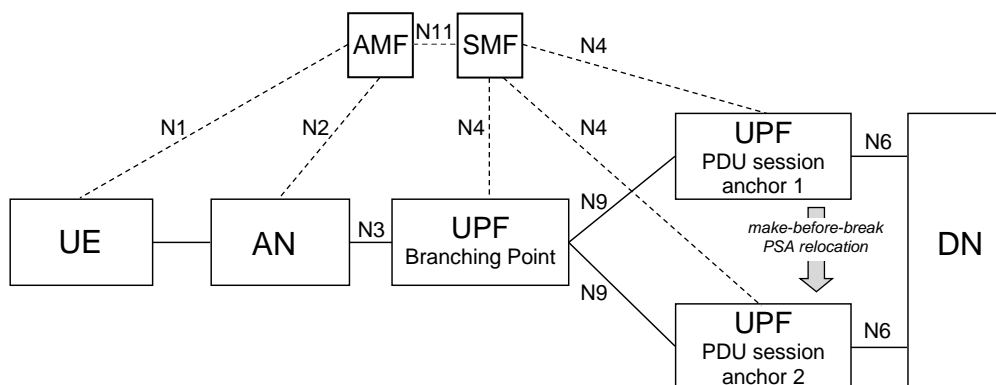 N11
AMF
SMF
N4
N1
N2
N4
N4
UPF
PDU session
anchor 1
N6
UE
AN
N3
UPF
Branching Point
N9
make-before-break
PSA relocation
DN
N9
UPF
PDU session
anchor 2
N6